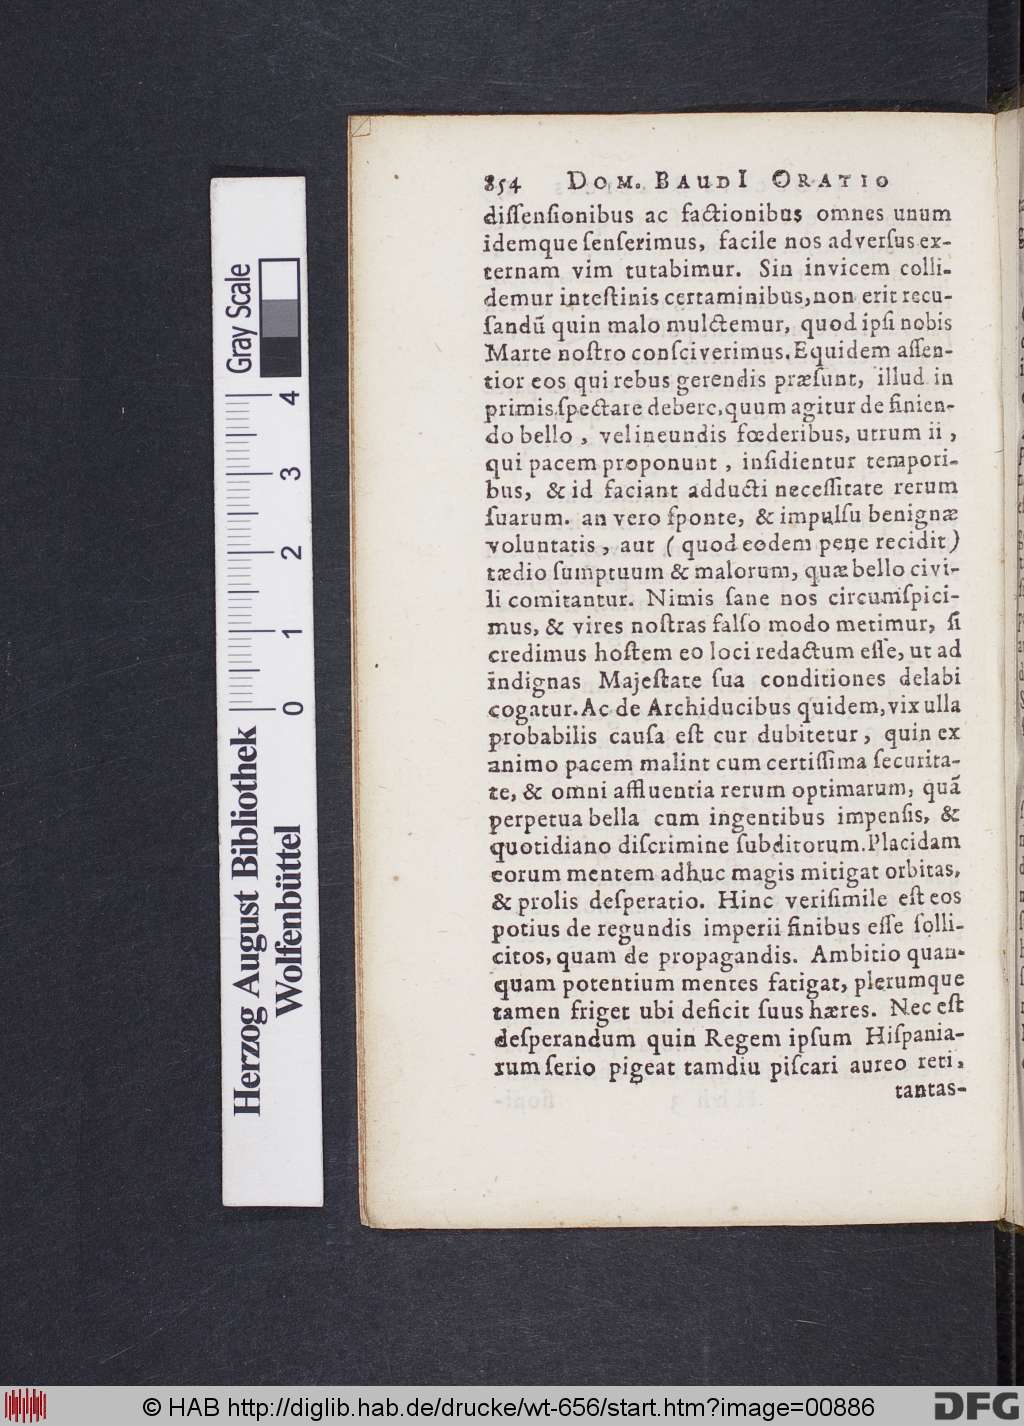 854 DOM. BAUDI ORATIO
dissensionibus ac factionibus omnes unum
idemque senserimus, facile nos adversus ex-
ternam vim tutabimur. Sin invicem colli-
demur intestinis certaminibus, non erit recu-
sandū quin malo mulctemur, quod ipsi nobis
Marte nostro consciverimus. Equidem assen-
tior eos qui rebus gerendis præsunt, illud in
primis spectare debere, quum agitur de finien-
do bello, vel ineundis fœderibus, utrum ii,
qui pacem proponunt, insidientur tempori-
bus, & id faciant adducti necessitate rerum
suarum. an vero sponte, & impulsu benignæ
voluntatis, aut (quod eodem pene recidit)
tædio sumptuum & malorum, quæ bello civi-
li comitantur. Nimis sane nos circumspici-
mus, & vires nostras falso modo metimur, si
credimus hostem eo loci redactum esse, ut ad
indignas Majestate sua conditiones delabi
cogatur. Ac de Archiducibus quidem, vix ulla
probabilis causa est cur dubitetur, quin ex
animo pacem malint cum certissima securita-
te, & omni affluentia rerum optimarum, quā
perpetua bella cum ingentibus impensis, &
quotidiano discrimine subditorum. Placidam
eorum mentem adhuc magis mitigat orbitas,
& prolis desperatio. Hinc verisimile est eos
potius de regundis imperii finibus esse solli-
citos, quam de propagandis. Ambitio quan-
quam potentium mentes fatigat, plerumque
tamen friget ubi deficit suus hæres. Nec est
desperandum quin Regem ipsum Hispania-
rum serio pigeat tamdiu piscari aureo reti,
tantas-
Gray Scale
0 1 2 3 4
Herzog August Bibliothek
Wolfenbüttel
© HAB http://diglib.hab.de/drucke/wt-656/start.htm?image=00886
DFG